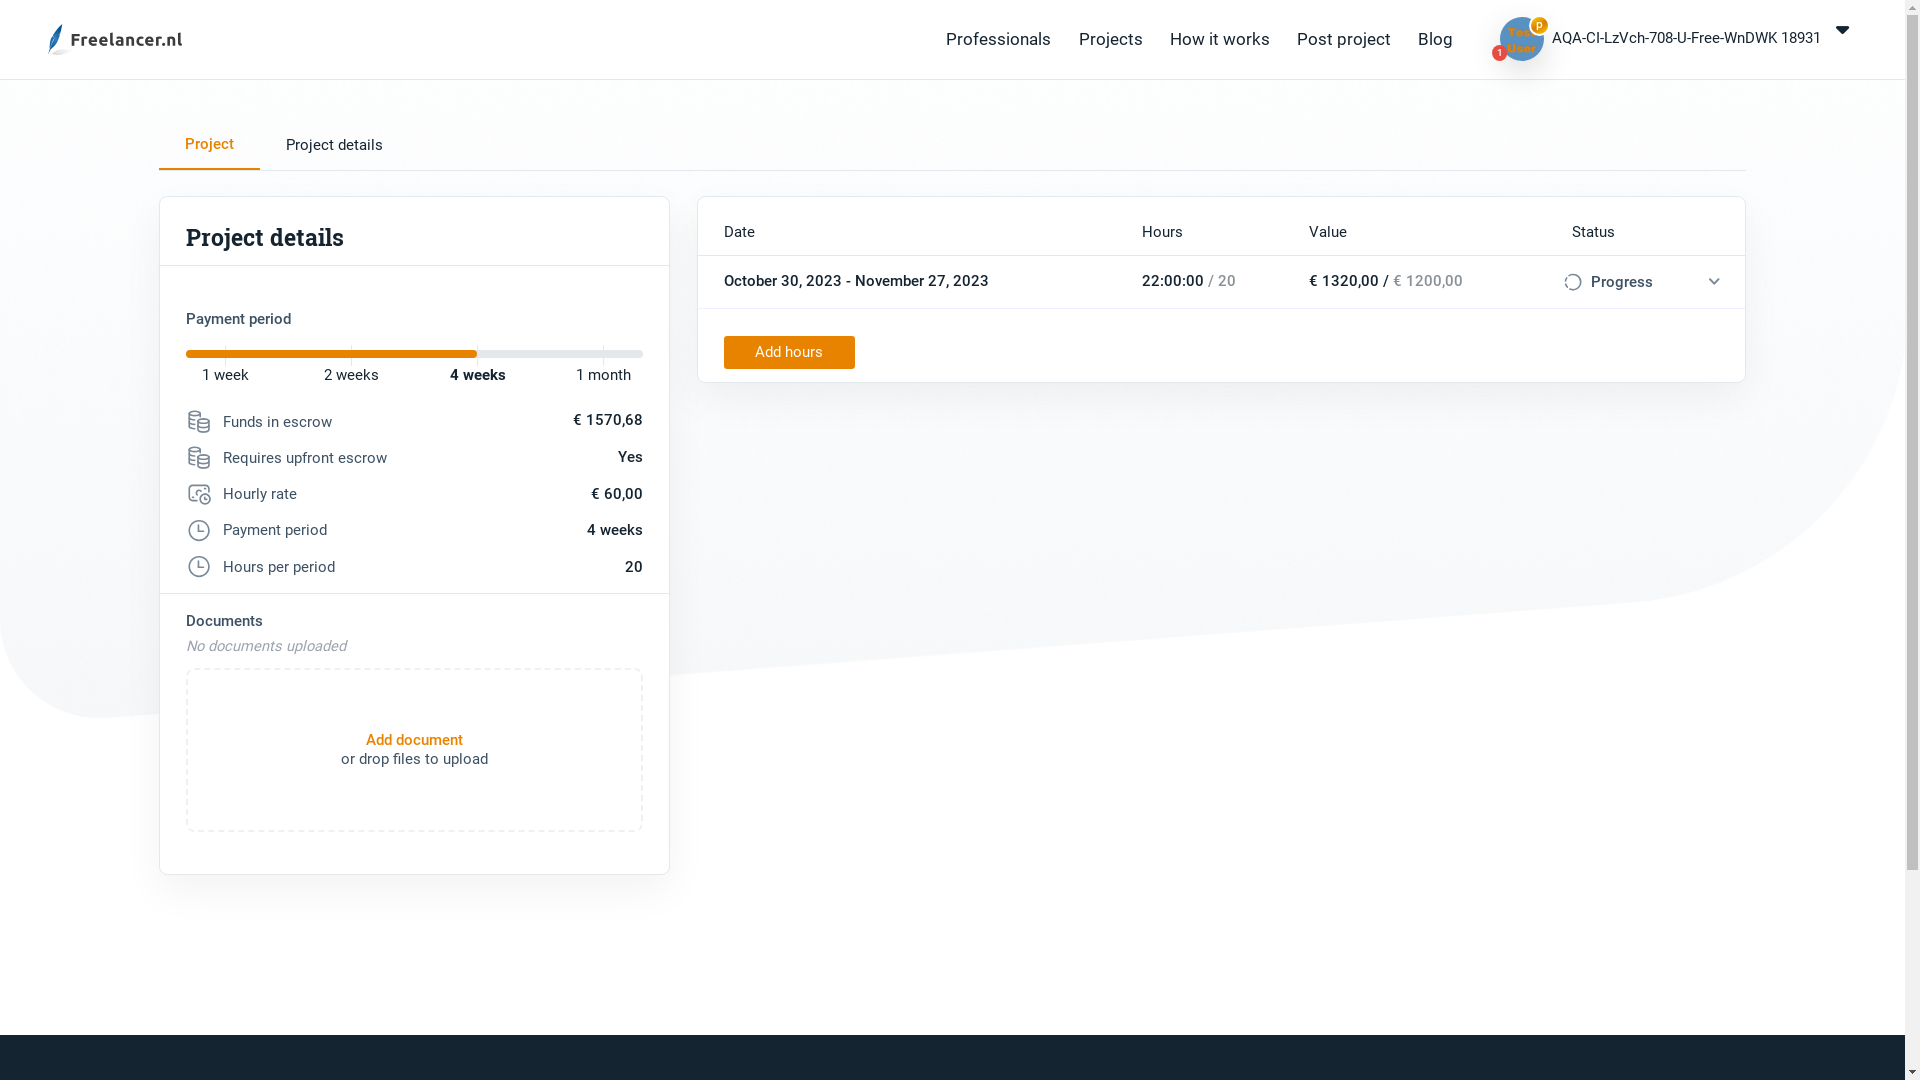 Freelancer.nl
Professionals
Projects
How it works
Post project
Blog
Test
User
p
1
AQA-CI-LzVch-708-U-Free-WnDWK 18931
Project
Project details
Project details
Payment period
1 week
2 weeks
4 weeks
1 month
Funds in escrow
€ 1570,68
Requires upfront escrow
Yes
Hourly rate
€ 60,00
Payment period
4 weeks
Hours per period
20
Documents
No documents uploaded
Add document
or drop files to upload
Date Hours Value Status
October 30, 2023 - November 27, 2023 22:00:00 / 20 € 1320,00 / € 1200,00 Progress
Add hours